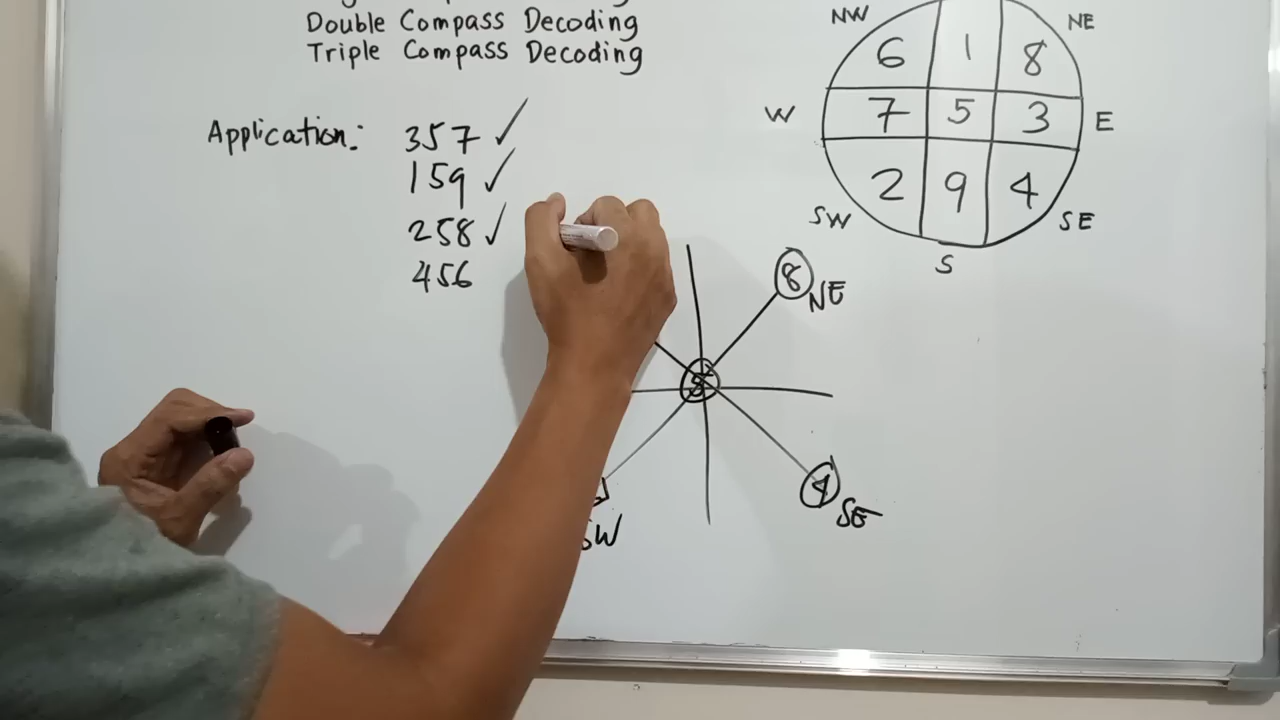 Double Compass Decoding
Triple Compass Decoding
Application: 357 ✓
159 ✓
258 ✓
456
NW
NE
6 1 8
W 7 5 3 E
2 9 4
SW
SE
S
8 NE
5
4 SE
SW